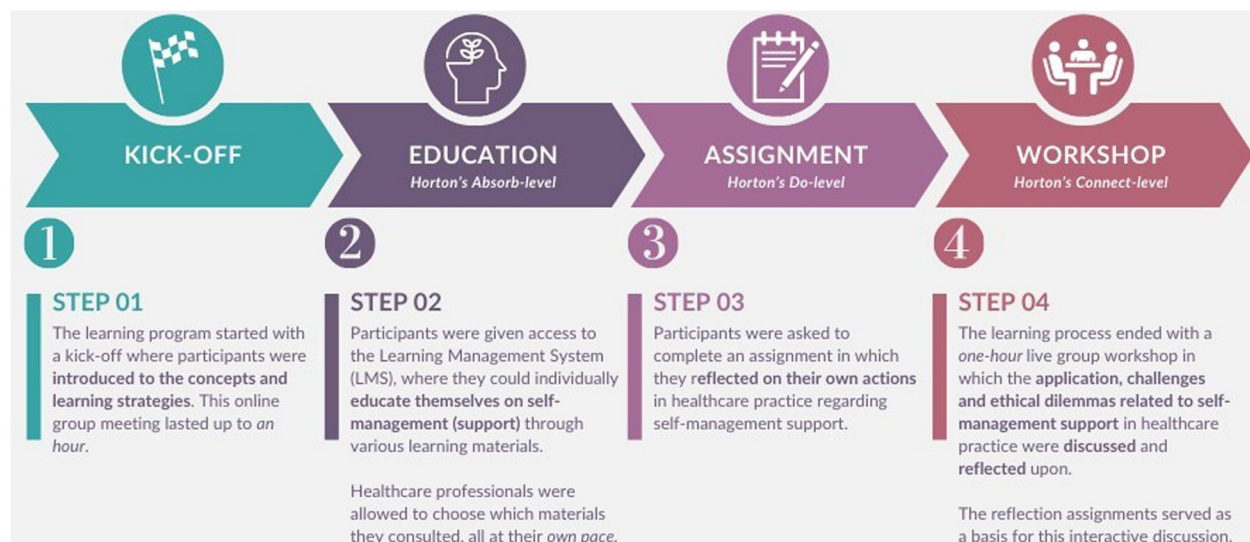 KICK-OFF
EDUCATION
Horton's Absorb-level
ASSIGNMENT
Horton's Do-level
WORKSHOP
Horton's Connect-level
1
2
3
4
STEP 01
The learning program started with
a kick-off where participants were
introduced to the concepts and
learning strategies. This online
group meeting lasted up to an
hour.
STEP 02
Participants were given access to
the Learning Management System
(LMS), where they could individually
educate themselves on self-
management (support) through
various learning materials.
Healthcare professionals were
allowed to choose which materials
they consulted, all at their own pace.
STEP 03
Participants were asked to
complete an assignment in which
they reflected on their own actions
in healthcare practice regarding
self-management support.
STEP 04
The learning process ended with a
one-hour live group workshop in
which the application, challenges
and ethical dilemmas related to self-
management support in healthcare
practice were discussed and
reflected upon.
The reflection assignments served as
a basis for this interactive discussion.